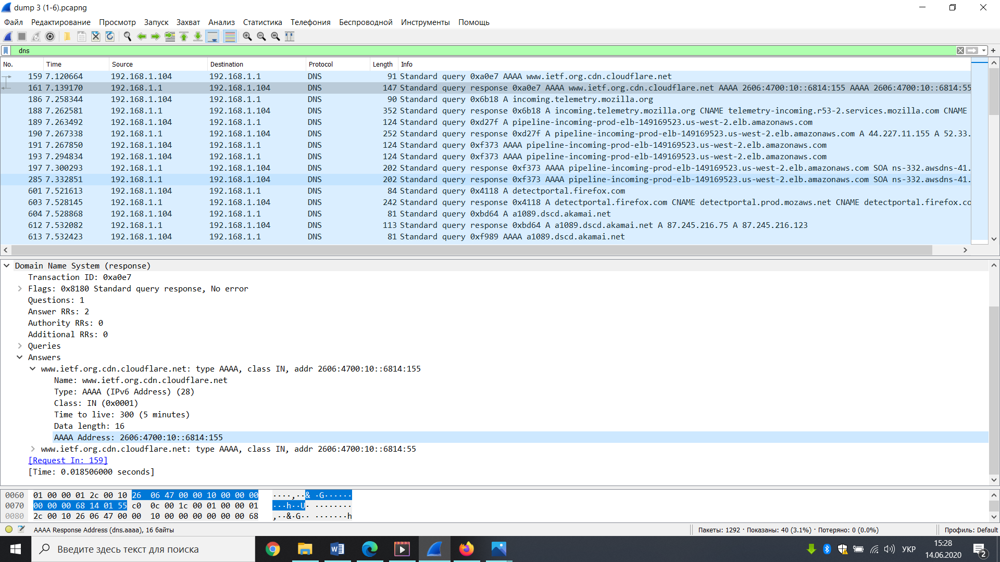 dump 3 (1-6).pcapng
Файл Редактирование Просмотр Запуск Захват Анализ Статистика Телефония Беспроводной Инструменты Помощь
dns
No. Time Source Destination Protocol Length Info
159 7.120664 192.168.1.104 192.168.1.1 DNS 91 Standard query 0xa0e7 AAAA www.ietf.org.cdn.cloudflare.net
161 7.139170 192.168.1.1 192.168.1.104 DNS 147 Standard query response 0xa0e7 AAAA www.ietf.org.cdn.cloudflare.net AAAA 2606:4700:10::6814:155 AAAA 2606:4700:10::6814:55
186 7.258344 192.168.1.104 192.168.1.1 DNS 90 Standard query 0x6b18 A incoming.telemetry.mozilla.org
188 7.262581 192.168.1.1 192.168.1.104 DNS 352 Standard query response 0x6b18 A incoming.telemetry.mozilla.org CNAME telemetry-incoming.r53-2.services.mozilla.com CNAME
189 7.263492 192.168.1.104 192.168.1.1 DNS 124 Standard query 0xd27f A pipeline-incoming-prod-elb-149169523.us-west-2.elb.amazonaws.com
190 7.267338 192.168.1.1 192.168.1.104 DNS 252 Standard query response 0xd27f A pipeline-incoming-prod-elb-149169523.us-west-2.elb.amazonaws.com A 44.227.11.155 A 52.33.
191 7.267850 192.168.1.104 192.168.1.1 DNS 124 Standard query 0xf373 AAAA pipeline-incoming-prod-elb-149169523.us-west-2.elb.amazonaws.com
193 7.294834 192.168.1.104 192.168.1.1 DNS 124 Standard query 0xf373 AAAA pipeline-incoming-prod-elb-149169523.us-west-2.elb.amazonaws.com
197 7.300293 192.168.1.1 192.168.1.104 DNS 202 Standard query response 0xf373 AAAA pipeline-incoming-prod-elb-149169523.us-west-2.elb.amazonaws.com SOA ns-332.awsdns-41.
285 7.332851 192.168.1.1 192.168.1.104 DNS 202 Standard query response 0xf373 AAAA pipeline-incoming-prod-elb-149169523.us-west-2.elb.amazonaws.com SOA ns-332.awsdns-41.
601 7.521613 192.168.1.104 192.168.1.1 DNS 84 Standard query 0x4118 A detectportal.firefox.com
603 7.528145 192.168.1.1 192.168.1.104 DNS 242 Standard query response 0x4118 A detectportal.firefox.com CNAME detectportal.prod.mozaws.net CNAME detectportal.firefox.co
604 7.528868 192.168.1.104 192.168.1.1 DNS 81 Standard query 0xbd64 A a1089.dscd.akamai.net
612 7.532082 192.168.1.1 192.168.1.104 DNS 113 Standard query response 0xbd64 A a1089.dscd.akamai.net A 87.245.216.75 A 87.245.216.123
613 7.532423 192.168.1.104 192.168.1.1 DNS 81 Standard query 0xf989 AAAA a1089.dscd.akamai.net
Domain Name System (response)
Transaction ID: 0xa0e7
Flags: 0x8180 Standard query response, No error
Questions: 1
Answer RRs: 2
Authority RRs: 0
Additional RRs: 0
Queries
Answers
www.ietf.org.cdn.cloudflare.net: type AAAA, class IN, addr 2606:4700:10::6814:155
Name: www.ietf.org.cdn.cloudflare.net
Type: AAAA (IPv6 Address) (28)
Class: IN (0x0001)
Time to live: 300 (5 minutes)
Data length: 16
AAAA Address: 2606:4700:10::6814:155
www.ietf.org.cdn.cloudflare.net: type AAAA, class IN, addr 2606:4700:10::6814:55
[Request In: 159]
[Time: 0.018506000 seconds]
0060 01 00 00 01 2c 00 10 26 06 47 00 00 10 00 00 00 ····,··& ·G······
0070 00 00 00 68 14 01 55 c0 0c 00 1c 00 01 00 00 01 ···h··U· ········
0080 2c 00 10 26 06 47 00 00 10 00 00 00 00 00 00 68 ,··&·G·· ·······h
AAAA Response Address (dns.aaaa), 16 байты Пакеты: 1292 · Показаны: 40 (3.1%) · Потеряно: 0 (0.0%) Профиль: Default
Введите здесь текст для поиска
УКР
15:28
14.06.2020
2